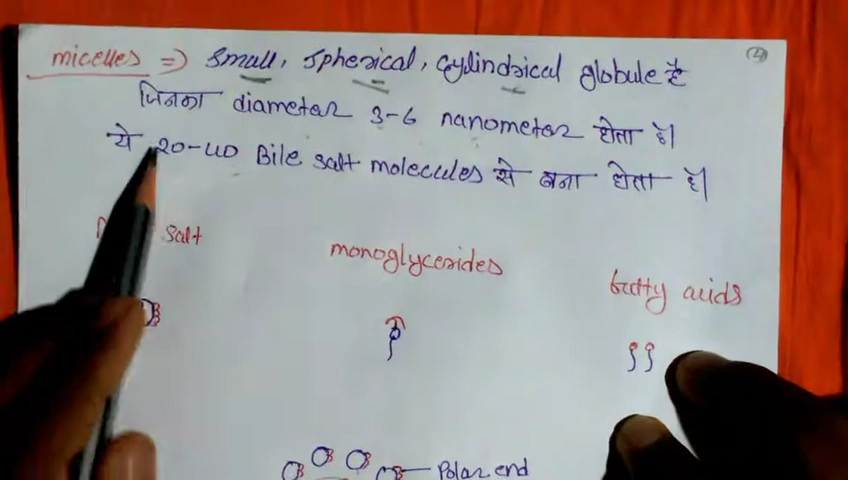 micelles => Small, Spherical, Cylindrical globule है
जिनका diameter 3-6 nanometer होता है।
ये 20-40 Bile salt molecules से बना होता है।
salt
monoglycerides
fatty acids
Polar end